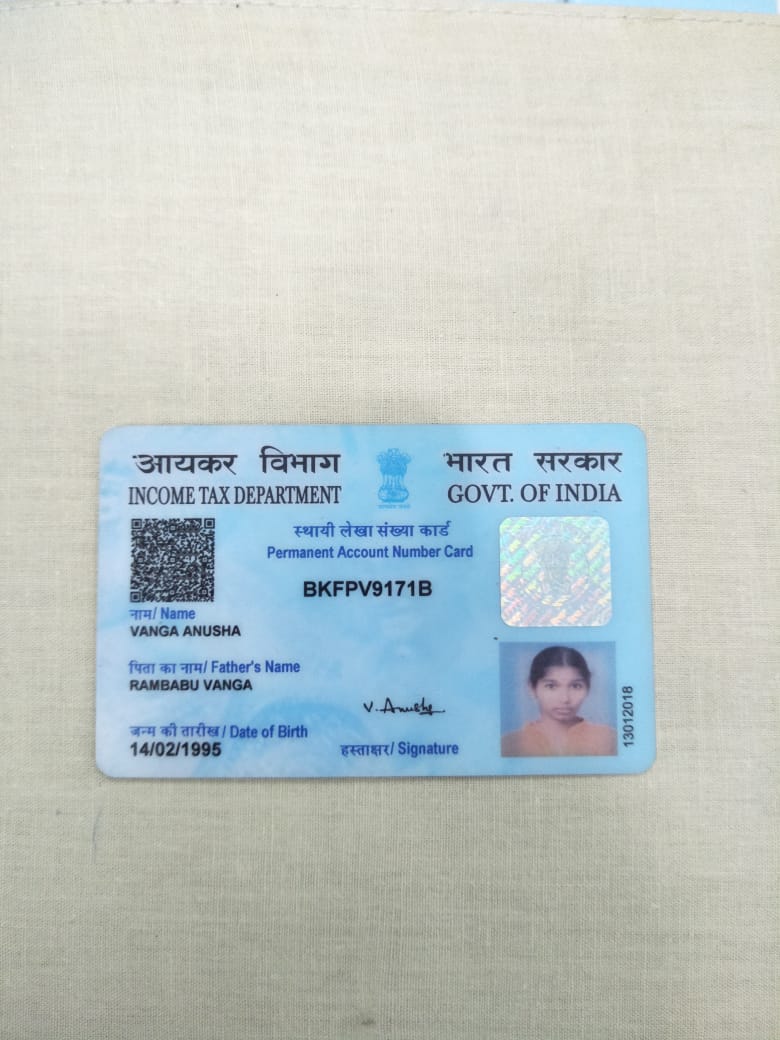 आयकर विभाग
INCOME TAX DEPARTMENT
भारत सरकार
GOVT. OF INDIA
स्थायी लेखा संख्या कार्ड
Permanent Account Number Card
BKFPV9171B
नाम/ Name
VANGA ANUSHA
पिता का नाम/ Father's Name
RAMBABU VANGA
जन्म की तारीख/ Date of Birth
14/02/1995
V. Anusha
हस्ताक्षर/ Signature
13012018